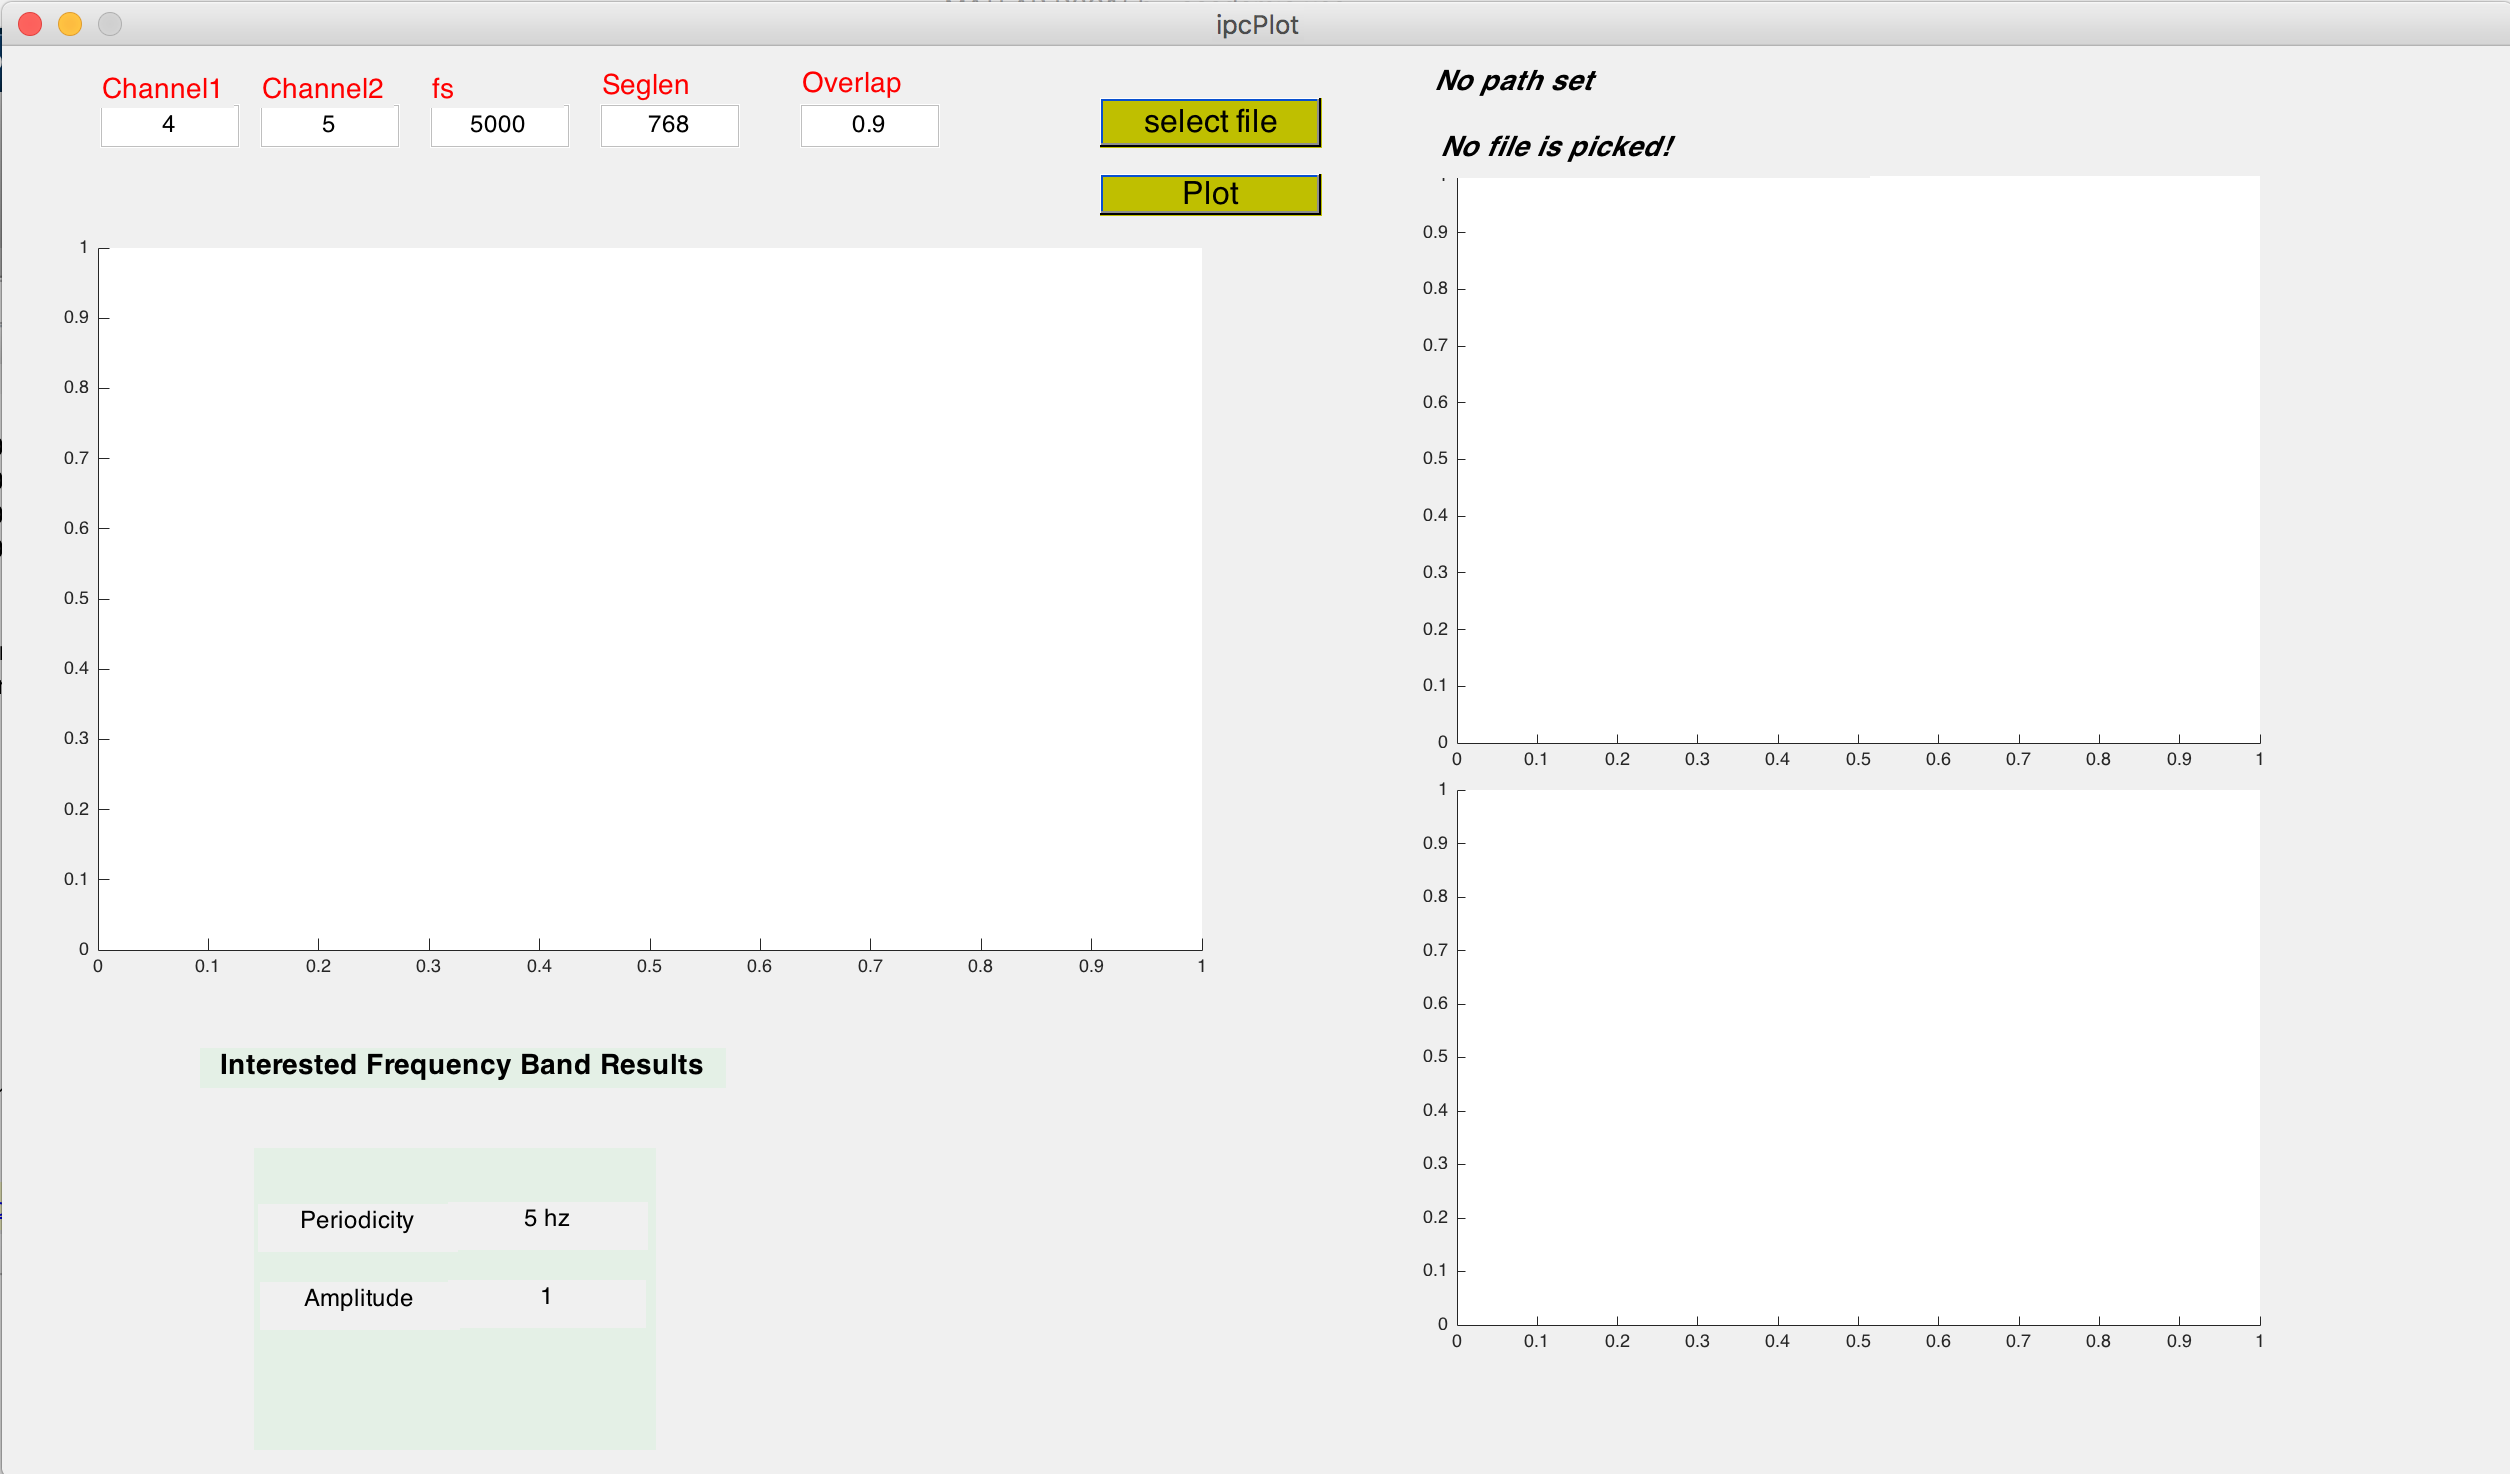 ipcPlot
Channel1 Channel2 fs Seglen Overlap
4 5 5000 768 0.9
select file
Plot
No path set
No file is picked!
1
0.9
0.8
0.7
0.6
0.5
0.4
0.3
0.2
0.1
0
0 0.1 0.2 0.3 0.4 0.5 0.6 0.7 0.8 0.9 1
0.9
0.8
0.7
0.6
0.5
0.4
0.3
0.2
0.1
0
0 0.1 0.2 0.3 0.4 0.5 0.6 0.7 0.8 0.9 1
1
0.9
0.8
0.7
0.6
0.5
0.4
0.3
0.2
0.1
0
0 0.1 0.2 0.3 0.4 0.5 0.6 0.7 0.8 0.9 1
Interested Frequency Band Results
Periodicity 5 hz
Amplitude 1